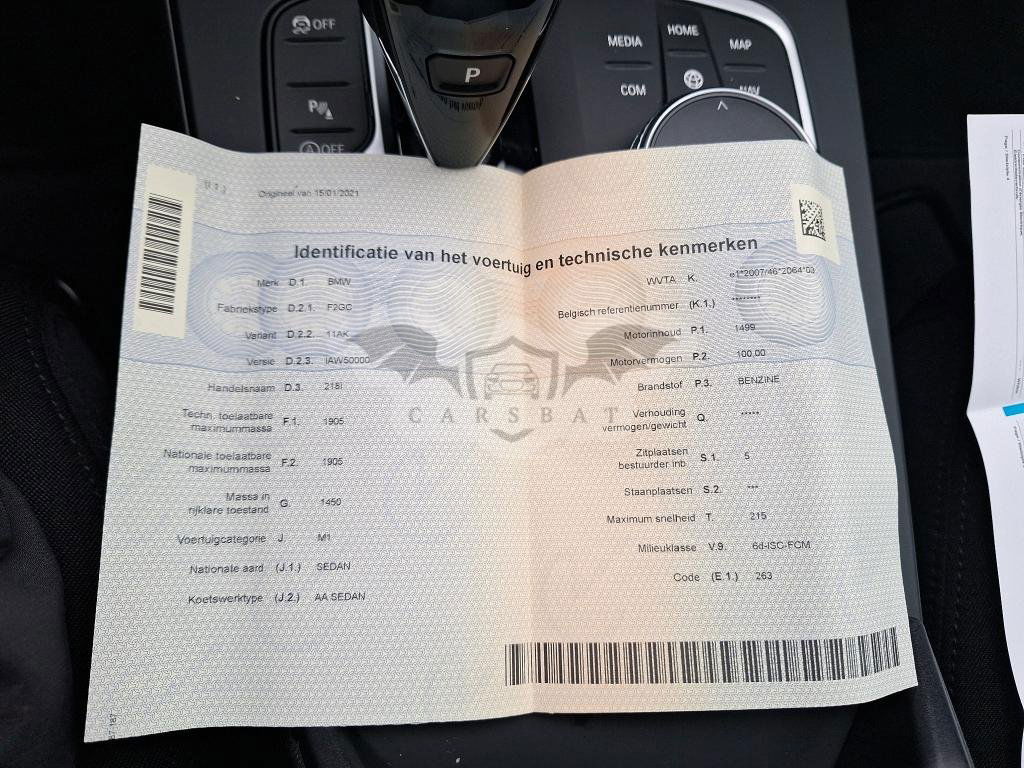 OFF
P
OFF
P
MEDIA
HOME
MAP
COM
NAV
Origineel van 15/01/2021
Identificatie van het voertuig en technische kenmerken
Merk D.1. BMW
Fabriekstype D.2.1. F2GC
Variant D.2.2. 11AK
Versie D.2.3. IAW50000
Handelsnaam D.3. 218I
Techn. toelaatbare
maximummassa F.1. 1905
Nationale toelaatbare
maximummassa F.2. 1905
Massa in
rijklare toestand G. 1450
Voertuigcategorie J. M1
Nationale aard (J.1.) SEDAN
Koetswerktype (J.2.) AA SEDAN
WVTA K. e1*2007/46*2064*03
Belgisch referentienummer (K.1.) ********
Motorinhoud P.1. 1499
Motorvermogen P.2. 100,00
Brandstof P.3. BENZINE
Verhouding
vermogen/gewicht Q. *****
Zitplaatsen
bestuurder inb. S.1. 5
Staanplaatsen S.2. ***
Maximum snelheid T. 215
Milieuklasse V.9. 6d-ISC-FCM
Code (E.1.) 263
CARSBAT